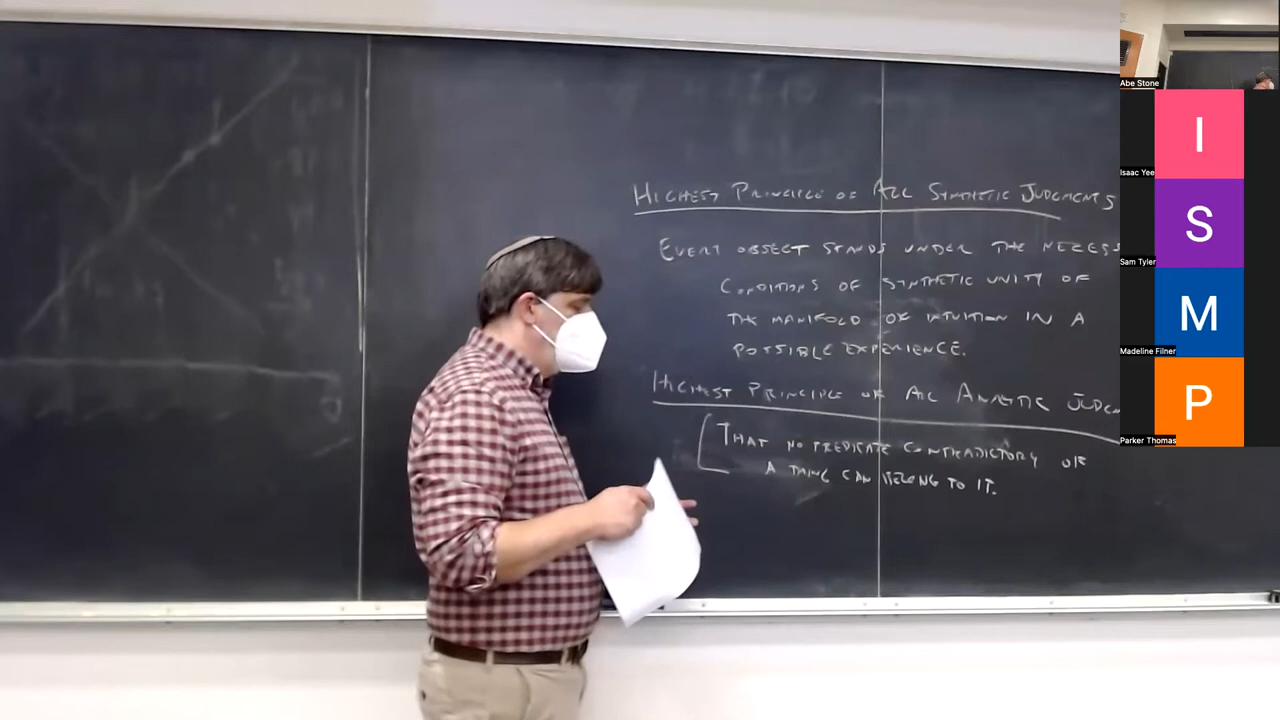 HIGHEST PRINCIPLE OF ALL SYNTHETIC JUDGMENTS
EVERY OBJECT STANDS UNDER THE NECESS
CONDITIONS OF SYNTHETIC UNITY OF
THE MANIFOLD OF INTUITION IN A
POSSIBLE EXPERIENCE.
HIGHEST PRINCIPLE OF ALL ANALYTIC JUDGM
THAT NO PREDICATE CONTRADICTORY OF
A THING CAN BELONG TO IT.
Abe Stone
I
Isaac Yee
S
Sam Tyler
M
Madeline Filner
P
Parker Thomas